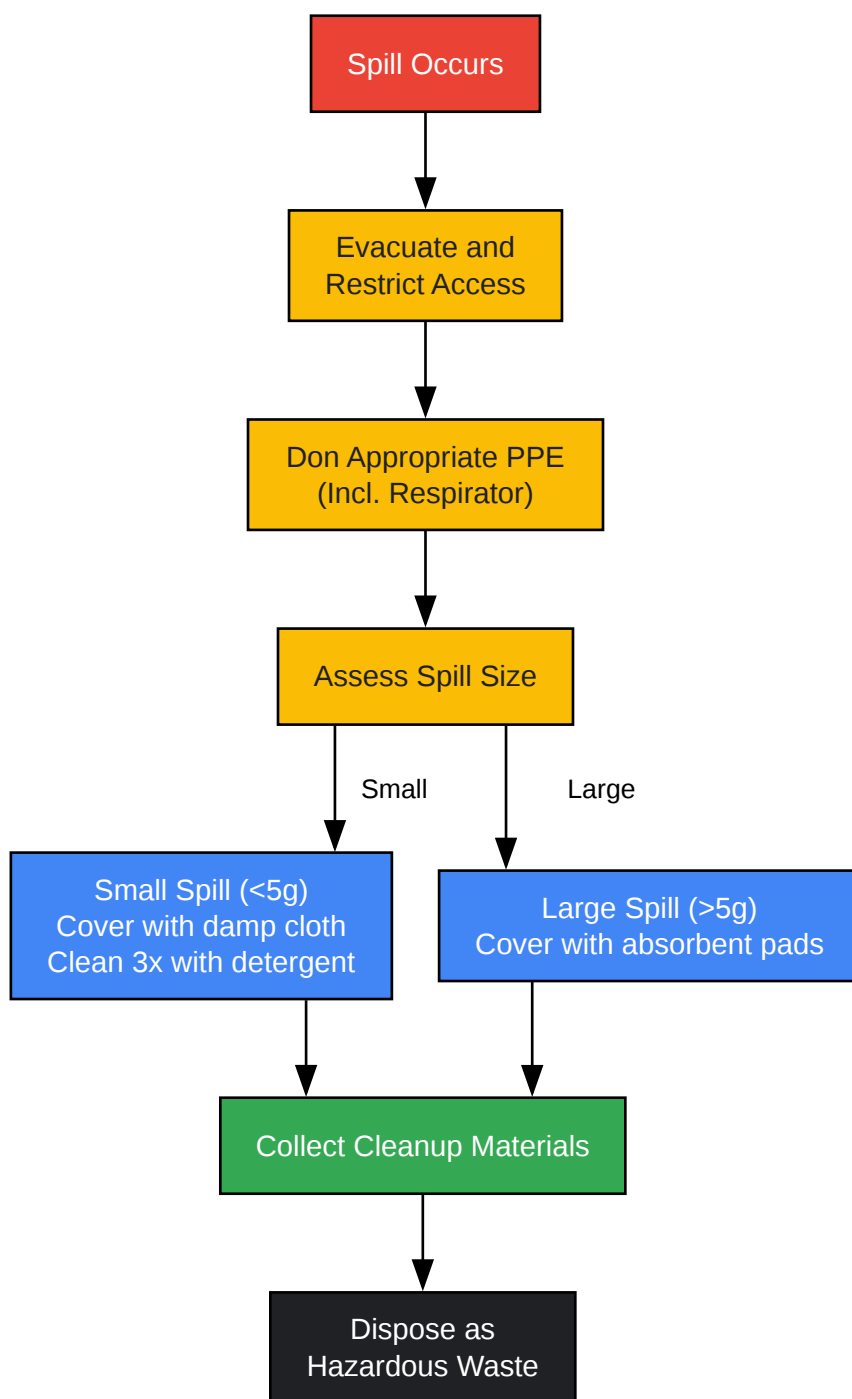 Spill Occurs
Evacuate and
Restrict Access
Don Appropriate PPE
(Incl. Respirator)
Assess Spill Size
Small
Large
Small Spill (<5g)
Cover with damp cloth
Clean 3x with detergent
Large Spill (>5g)
Cover with absorbent pads
Collect Cleanup Materials
Dispose as
Hazardous Waste